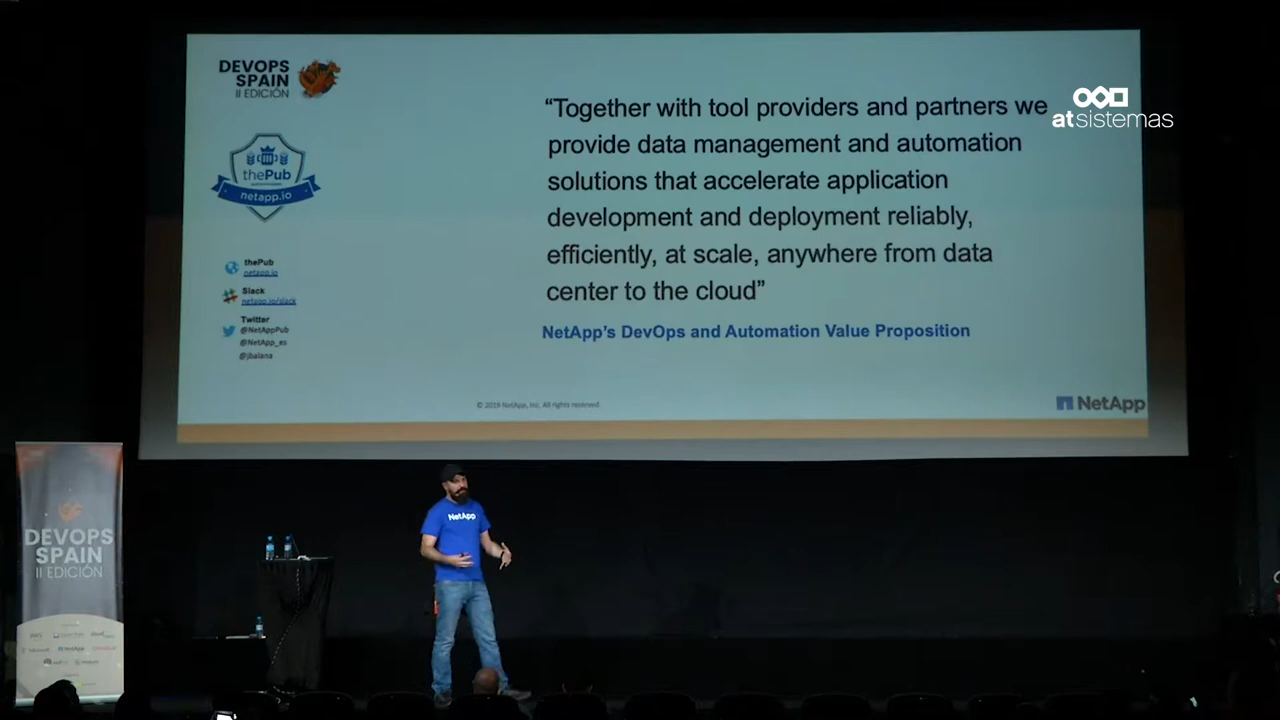 DEVOPS
SPAIN
II EDICIÓN
thePub
netapp.io
thePub
netapp.io
Slack
netapp.io/slack
Twitter
@NetAppPub
@NetApp_es
@jbalana
“Together with tool providers and partners we
provide data management and automation
solutions that accelerate application
development and deployment reliably,
efficiently, at scale, anywhere from data
center to the cloud”
NetApp’s DevOps and Automation Value Proposition
© 2019 NetApp, Inc. All rights reserved.
NetApp
atsistemas
NetApp
DEVOPS
SPAIN
II EDICIÓN
NetApp